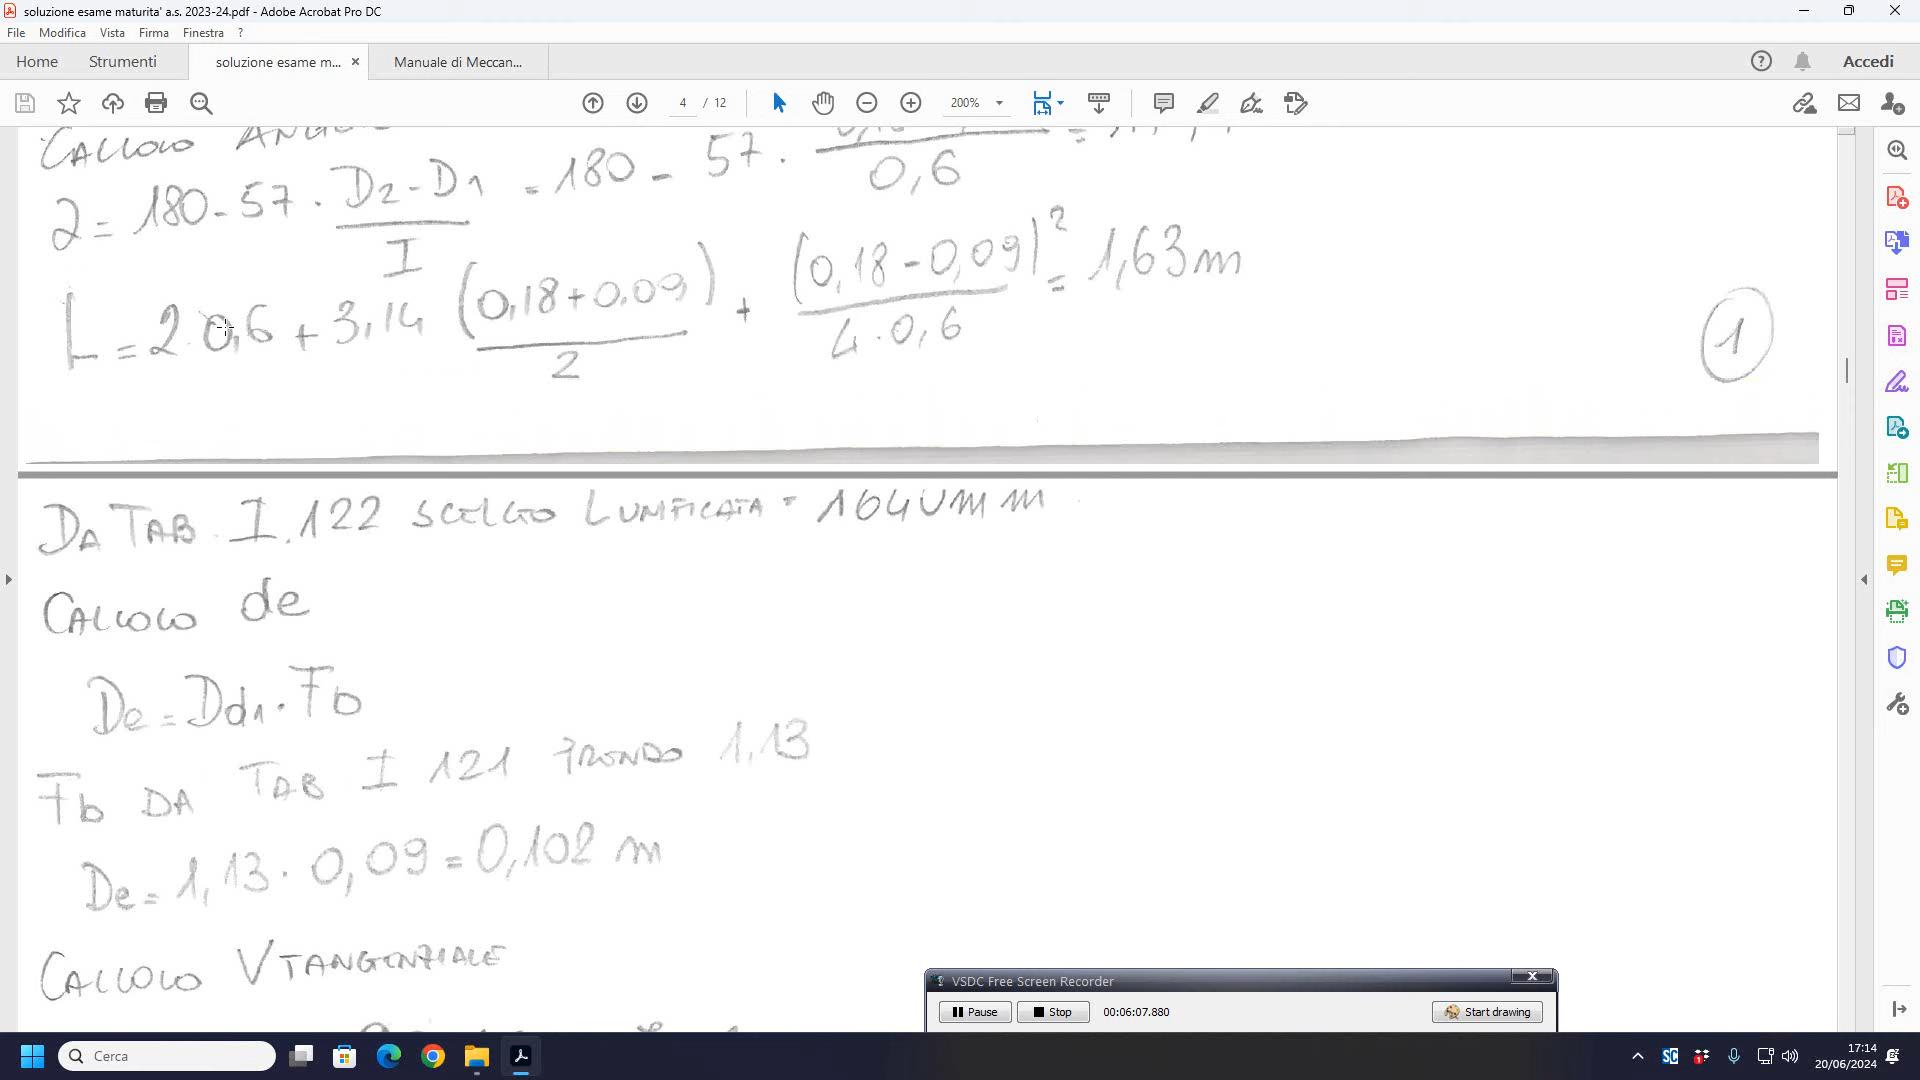 soluzione esame maturita' a.s. 2023-24.pdf - Adobe Acrobat Pro DC
File Modifica Vista Firma Finestra ?
Home Strumenti soluzione esame m... × Manuale di Meccan... Accedi
4 / 12 200%
CALCOLO
α = 180 - 57 · D2 - D1 / I = 180 - 57 · / 0,6 =
L = 2·0,6 + 3,14 (0,18 + 0,09) / 2 + (0,18 - 0,09)² / 4·0,6 = 1,63 m
1
DA TAB. I.122 SCELGO L UNIFICATA = 1640 mm
CALCOLO de
De = Dd1 · Fb
Fb DA TAB I 121 PRENDO 1,13
De = 1,13 · 0,09 = 0,102 m
CALCOLO V TANGENZIALE
VSDC Free Screen Recorder
Pause Stop 00:06:07.880 Start drawing
Cerca
17:14
20/06/2024